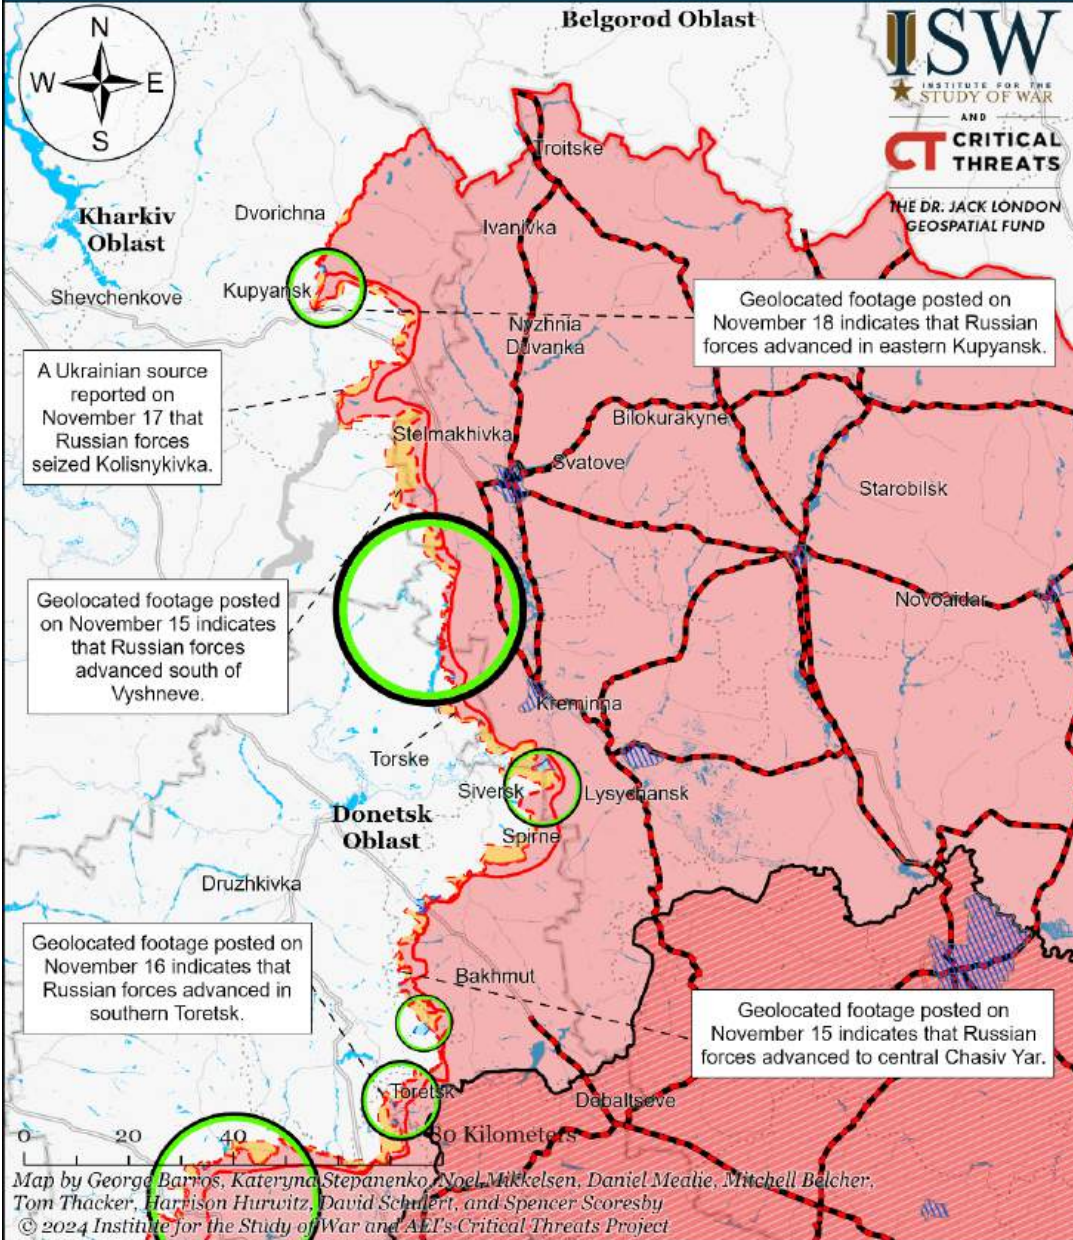 Belgorod Oblast
N
W E
S
ISW
INSTITUTE FOR THE
STUDY OF WAR
AND
CT CRITICAL
THREATS
THE DR. JACK LONDON
GEOSPATIAL FUND
Troitske
Dvorichna
Kharkiv
Oblast
Ivanivka
Shevchenkove
Kupyansk
Geolocated footage posted on
November 18 indicates that Russian
forces advanced in eastern Kupyansk.
Nyzhnia
Duvanka
A Ukrainian source
reported on
November 17 that
Russian forces
seized Kolisnykivka.
Bilokurakyne
Stelmakhivka
Svatove
Starobilsk
Geolocated footage posted
on November 15 indicates
that Russian forces
advanced south of
Vyshneve.
Novoaidar
Kreminna
Torske
Siversk
Lysychansk
Donetsk
Oblast
Spirne
Druzhkivka
Geolocated footage posted on
November 16 indicates that
Russian forces advanced in
southern Toretsk.
Bakhmut
Geolocated footage posted on
November 15 indicates that Russian
forces advanced to central Chasiv Yar.
Toretsk
Debaltseve
0 20 40 80 Kilometers
Map by George Barros, Kateryna Stepanenko, Noel Mikkelsen, Daniel Mealie, Mitchell Belcher,
Tom Thacker, Harrison Hurwitz, David Schulert, and Spencer Scoresby
© 2024 Institute for the Study of War and AEI's Critical Threats Project